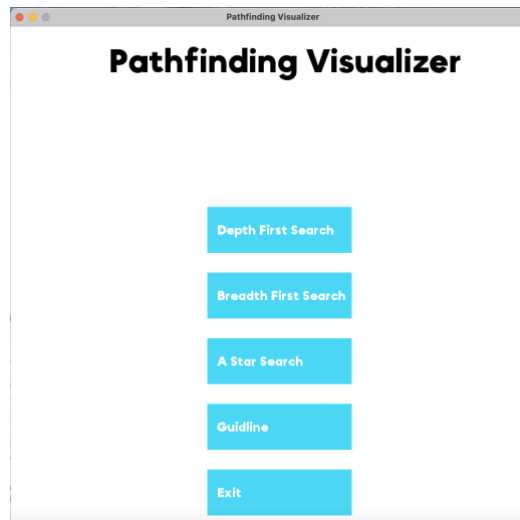 Pathfinding Visualizer
Pathfinding Visualizer
Depth First Search
Breadth First Search
A Star Search
Guidline
Exit